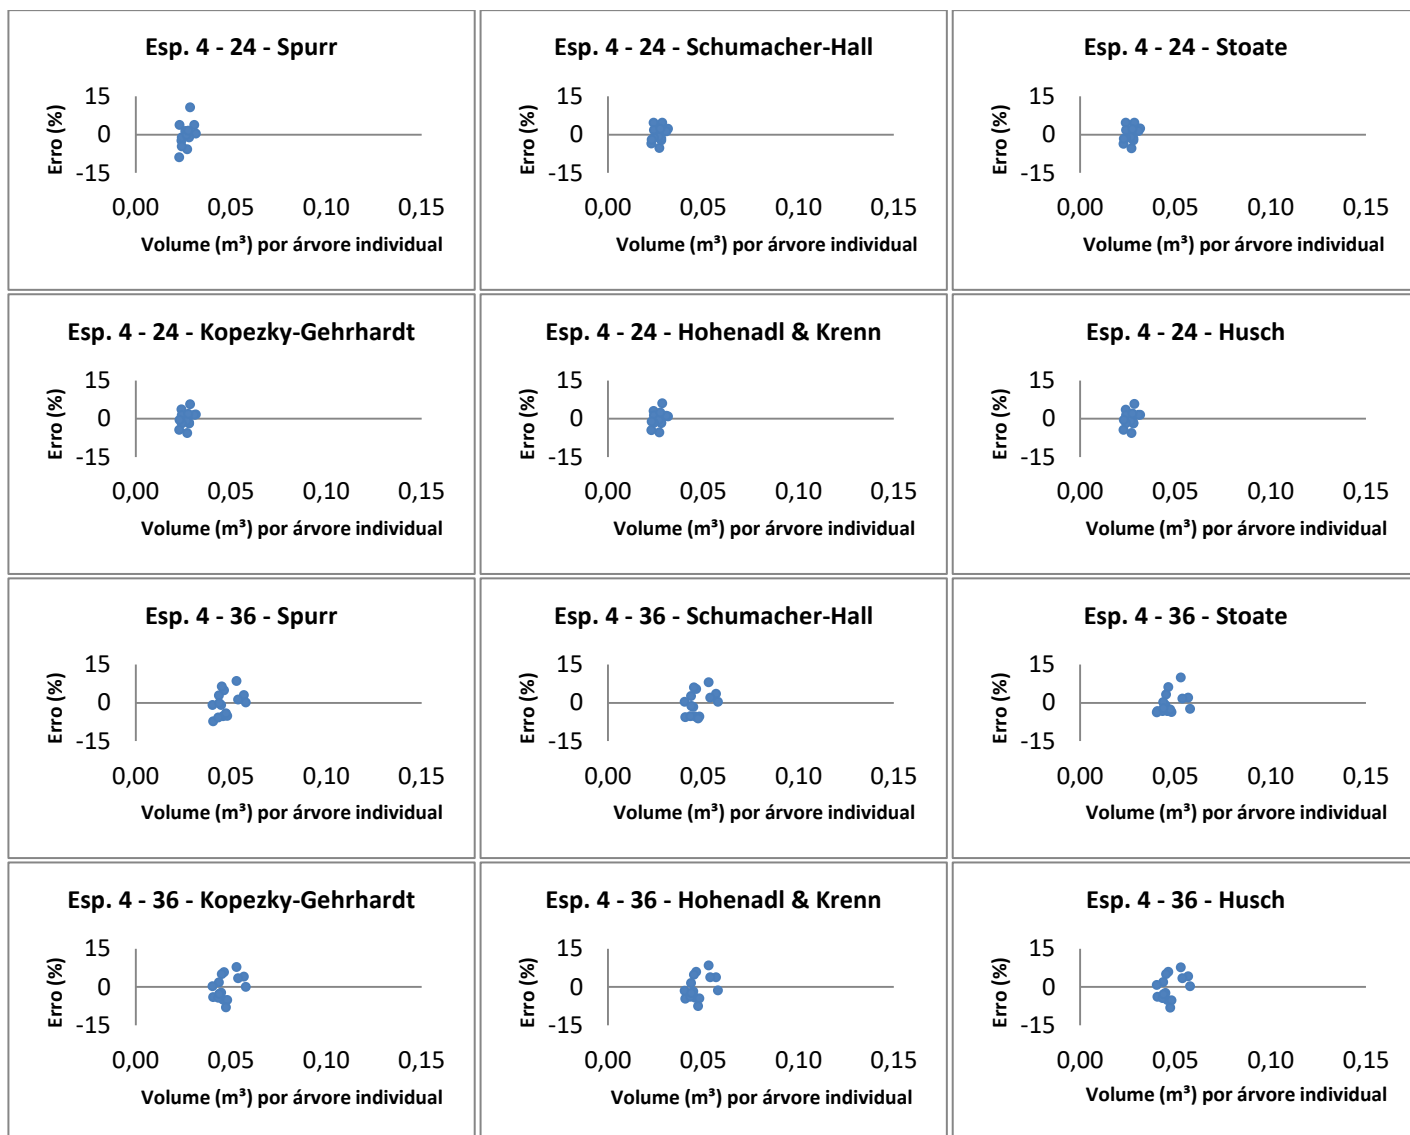 Esp. 4 - 24 - Spurr
Erro (%)
15
0
-15
0,00 0,05 0,10 0,15
Volume (m³) por árvore individual
Esp. 4 - 24 - Schumacher-Hall
Erro (%)
15
0
-15
0,00 0,05 0,10 0,15
Volume (m³) por árvore individual
Esp. 4 - 24 - Stoate
Erro (%)
15
0
-15
0,00 0,05 0,10 0,15
Volume (m³) por árvore individual
Esp. 4 - 24 - Kopezky-Gehrhardt
Erro (%)
15
0
-15
0,00 0,05 0,10 0,15
Volume (m³) por árvore individual
Esp. 4 - 24 - Hohenadl & Krenn
Erro (%)
15
0
-15
0,00 0,05 0,10 0,15
Volume (m³) por árvore individual
Esp. 4 - 24 - Husch
Erro (%)
15
0
-15
0,00 0,05 0,10 0,15
Volume (m³) por árvore individual
Esp. 4 - 36 - Spurr
Erro (%)
15
0
-15
0,00 0,05 0,10 0,15
Volume (m³) por árvore individual
Esp. 4 - 36 - Schumacher-Hall
Erro (%)
15
0
-15
0,00 0,05 0,10 0,15
Volume (m³) por árvore individual
Esp. 4 - 36 - Stoate
Erro (%)
15
0
-15
0,00 0,05 0,10 0,15
Volume (m³) por árvore individual
Esp. 4 - 36 - Kopezky-Gehrhardt
Erro (%)
15
0
-15
0,00 0,05 0,10 0,15
Volume (m³) por árvore individual
Esp. 4 - 36 - Hohenadl & Krenn
Erro (%)
15
0
-15
0,00 0,05 0,10 0,15
Volume (m³) por árvore individual
Esp. 4 - 36 - Husch
Erro (%)
15
0
-15
0,00 0,05 0,10 0,15
Volume (m³) por árvore individual